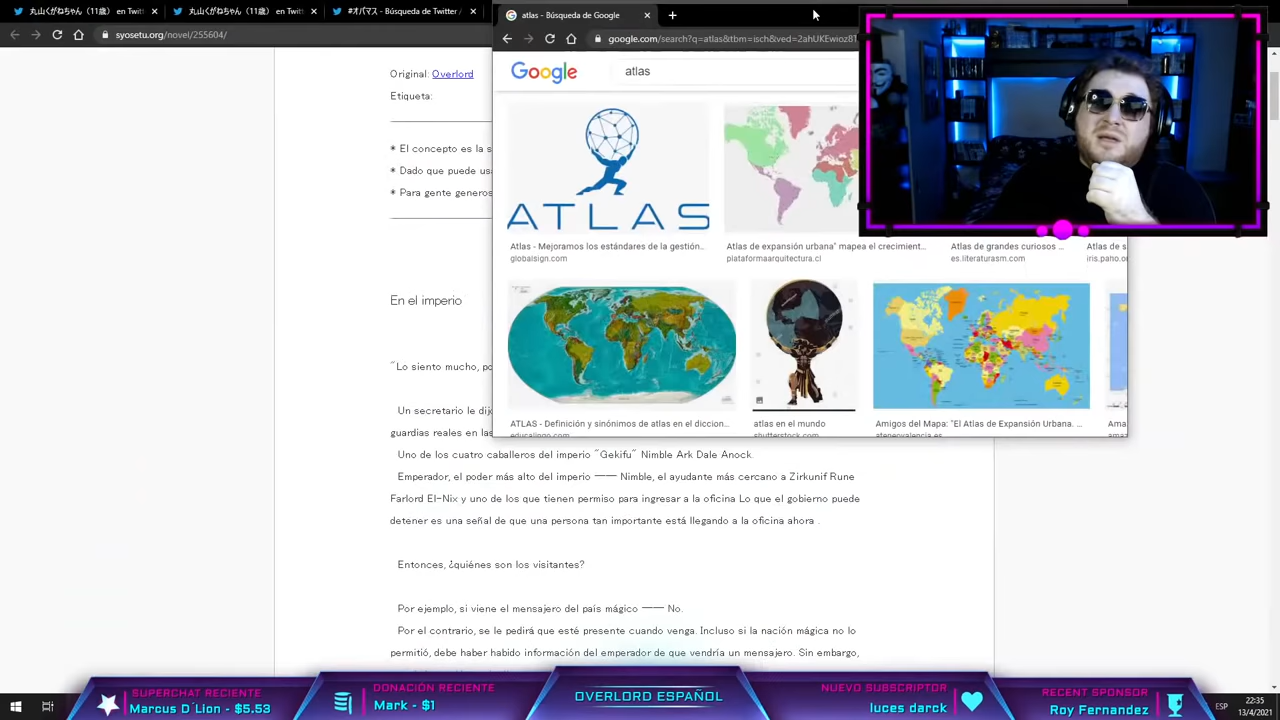 丸山くがねちゃん（11歳） en Twitt
丸山くがねちゃん（11歳） en Twitt
#オバマス - Búsqueda de Twitter /
atlas - Búsqueda de Google
syosetu.org/novel/255604/
google.com/search?q=atlas&tbm=isch&ved=2ahUKEwioz8
Google
atlas
Original: Overlord
Etiqueta:
* El concepto es la s
* Dado que puede usa
* Para gente generos
ATLAS
Atlas - Mejoramos los estándares de la gestión...
globalsign.com
Atlas de expansión urbana" mapea el crecimient...
plataformaarquitectura.cl
Atlas de grandes curiosos ...
es.literaturasm.com
Atlas de s
iris.paho.or
ATLAS - Definición y sinónimos de atlas en el diccion...
educalingo.com
atlas en el mundo
shutterstock.com
Amigos del Mapa: "El Atlas de Expansión Urbana. ...
ateneovalencia.es
Ama
amaz
En el imperio
"Lo siento mucho, po
Un secretario le dij
guardias reales en las
Uno de los cuatro caballeros del imperio "Gekifu" Nimble Ark Dale Anock.
Emperador, el poder más alto del imperio ―― Nimble, el ayudante más cercano a Zirkunif Rune
Farlord El-Nix y uno de los que tienen permiso para ingresar a la oficina Lo que el gobierno puede
detener es una señal de que una persona tan importante está llegando a la oficina ahora .
Entonces, ¿quiénes son los visitantes?
Por ejemplo, si viene el mensajero del país mágico ―― No.
Por el contrario, se le pedirá que esté presente cuando venga. Incluso si la nación mágica no lo
permitió, debe haber habido información del emperador de que vendría un mensajero. Sin embargo,
SUPERCHAT RECIENTE
Marcus D´Lion - $5.53
DONACIÓN RECIENTE
Mark - $1
OVERLORD ESPAÑOL
NUEVO SUBSCRIPTOR
luces darck
RECENT SPONSOR
Roy Fernandez
ESP
22:35
13/4/2021